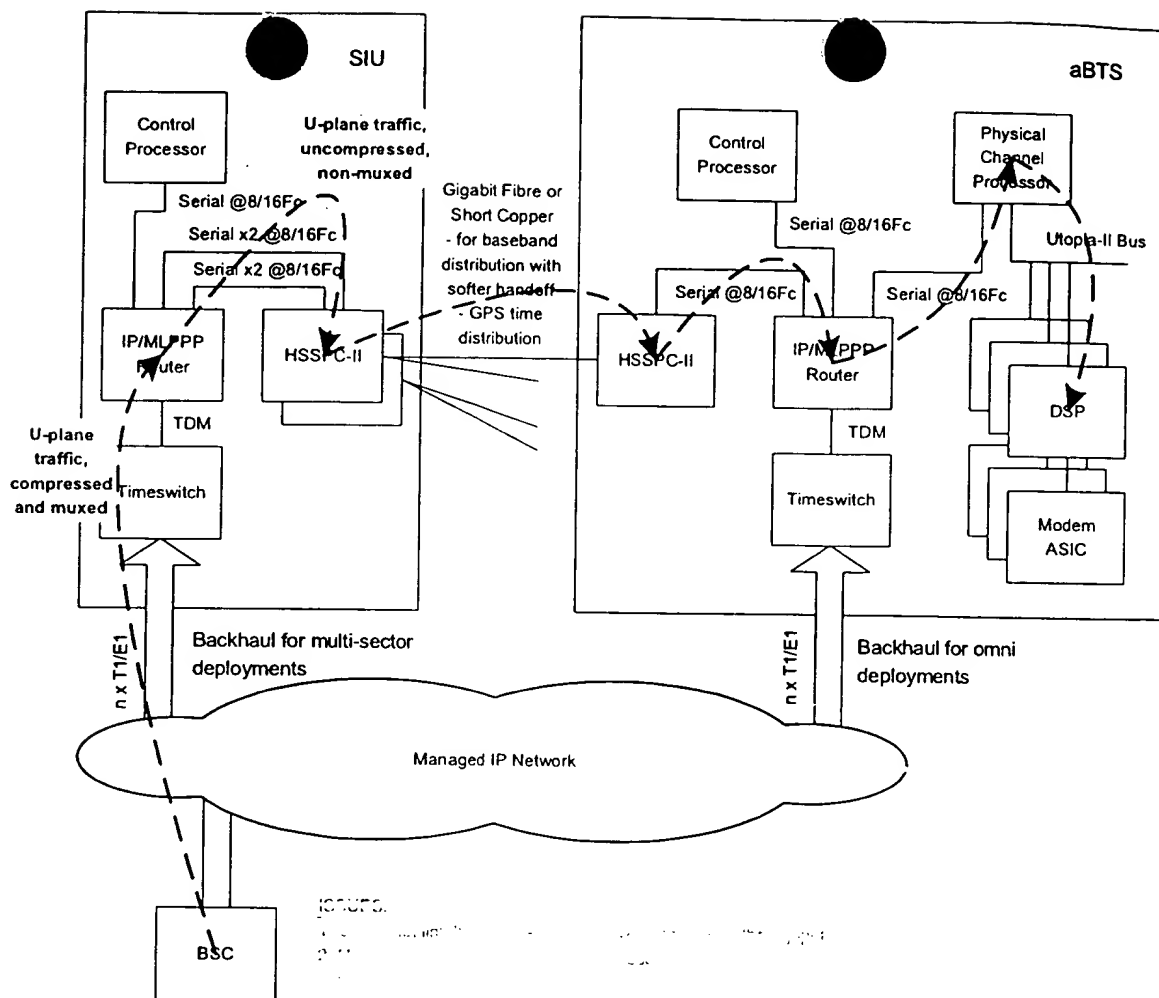 SIU
Control
Processor
U-plane traffic,
uncompressed,
non-muxed
Serial @8/16Fc
Serial x2 @8/16Fc
Serial x2 @8/16Fc
IP/MLPPP
Router
HSSPC-II
TDM
U-plane
traffic,
compressed
and muxed
Timeswitch
Gigabit Fibre or
Short Copper
- for baseband
distribution with
softer handoff
- GPS time
distribution
aBTS
Control
Processor
Physical
Channel
Processor
Serial @8/16Fc
Utopia-II Bus
Serial @8/16Fc
Serial @8/16Fc
HSSPC-II
IP/MLPPP
Router
DSP
TDM
Timeswitch
Modem
ASIC
n x T1/E1
Backhaul for multi-sector
deployments
n x T1/E1
Backhaul for omni
deployments
Managed IP Network
BSC
ISSUES: